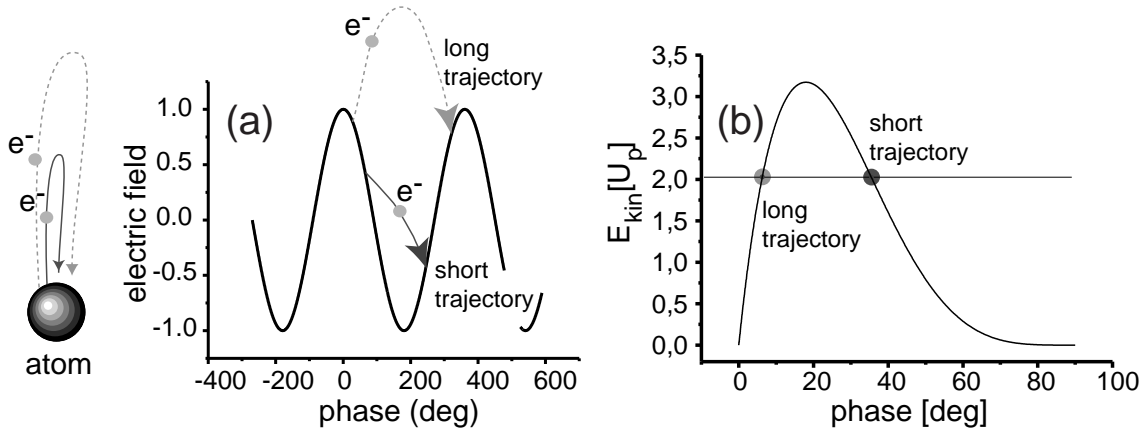 e-
e-
atom
(a)
e-
long
trajectory
e-
short
trajectory
electric field
1.0
0.5
0.0
-0.5
-1.0
-400
-200
0
200
400
600
phase (deg)
(b)
E_kin[U_p]
3,5
3,0
2,5
2,0
1,5
1,0
0,5
0,0
short
trajectory
long
trajectory
0
20
40
60
80
100
phase [deg]